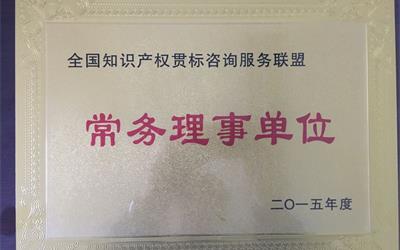 全国知识产权贯标咨询服务联盟
常务理事单位
二〇一五年度